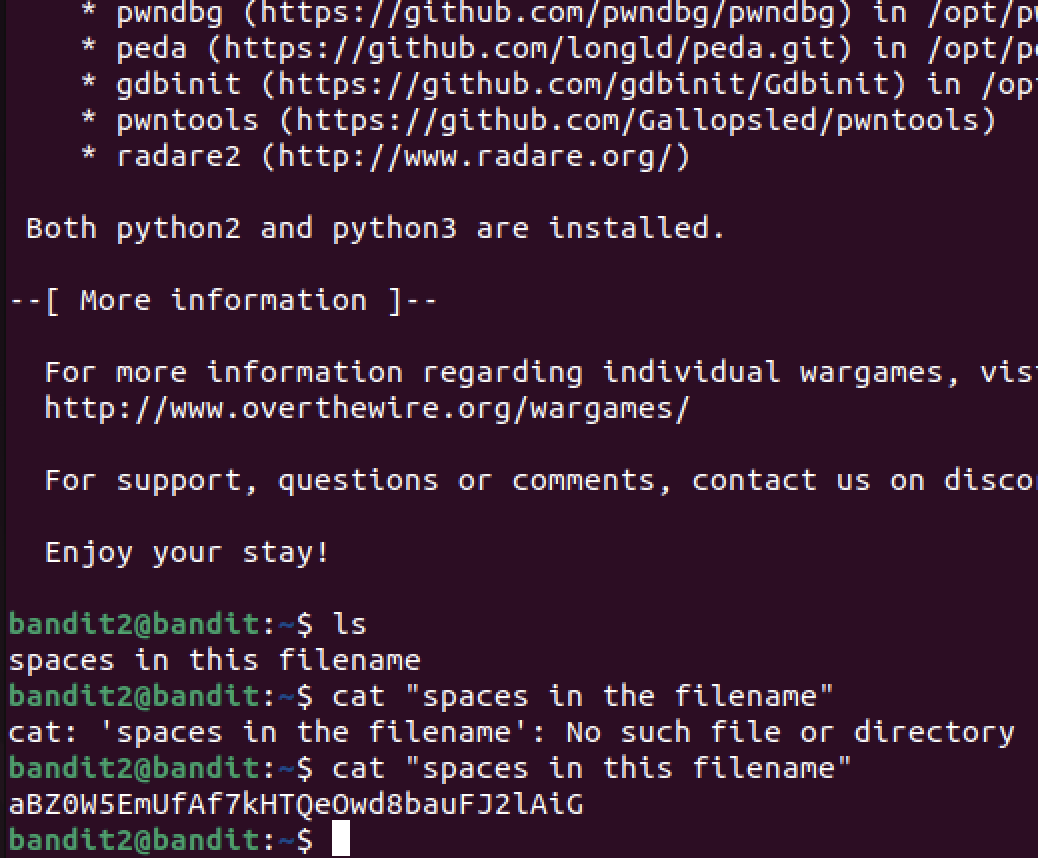 * pwndbg (https://github.com/pwndbg/pwndbg) in /opt/pw
* peda (https://github.com/longld/peda.git) in /opt/pe
* gdbinit (https://github.com/gdbinit/Gdbinit) in /op
* pwntools (https://github.com/Gallopsled/pwntools)
* radare2 (http://www.radare.org/)
Both python2 and python3 are installed.
--[ More information ]--
For more information regarding individual wargames, vis
http://www.overthewire.org/wargames/
For support, questions or comments, contact us on disco
Enjoy your stay!
bandit2@bandit:~$ ls
spaces in this filename
bandit2@bandit:~$ cat "spaces in the filename"
cat: 'spaces in the filename': No such file or directory
bandit2@bandit:~$ cat "spaces in this filename"
aBZ0W5EmUfAf7kHTQeOwd8bauFJ2lAiG
bandit2@bandit:~$